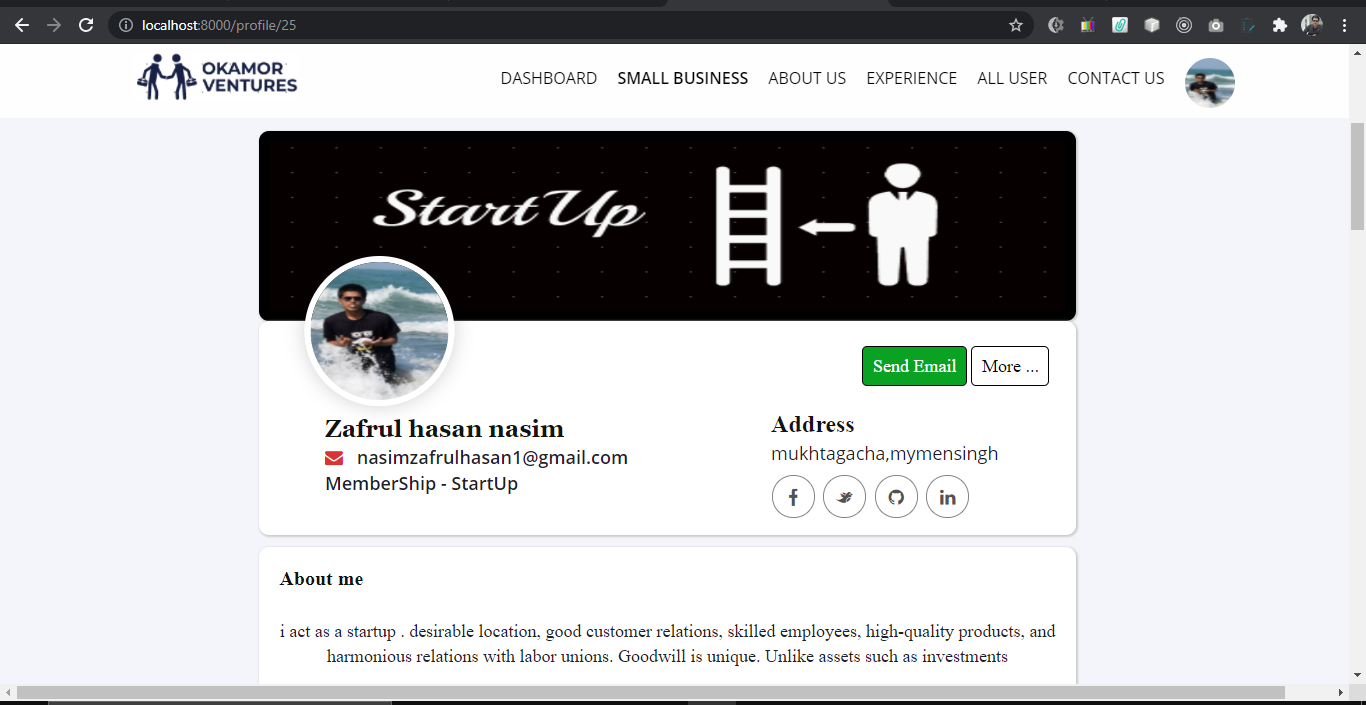 localhost:8000/profile/25
OKAMOR
VENTURES
DASHBOARD SMALL BUSINESS ABOUT US EXPERIENCE ALL USER CONTACT US
StartUp
Send Email More ...
Zafrul hasan nasim
nasimzafrulhasan1@gmail.com
MemberShip - StartUp
Address
mukhtagacha,mymensingh
About me
i act as a startup . desirable location, good customer relations, skilled employees, high-quality products, and
harmonious relations with labor unions. Goodwill is unique. Unlike assets such as investments